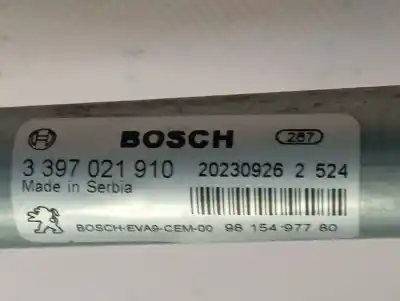 BOSCH 287
3 397 021 910 20230926 2 524
Made in Serbia
BOSCH-EVA9-CEM-00 98 154 977 80